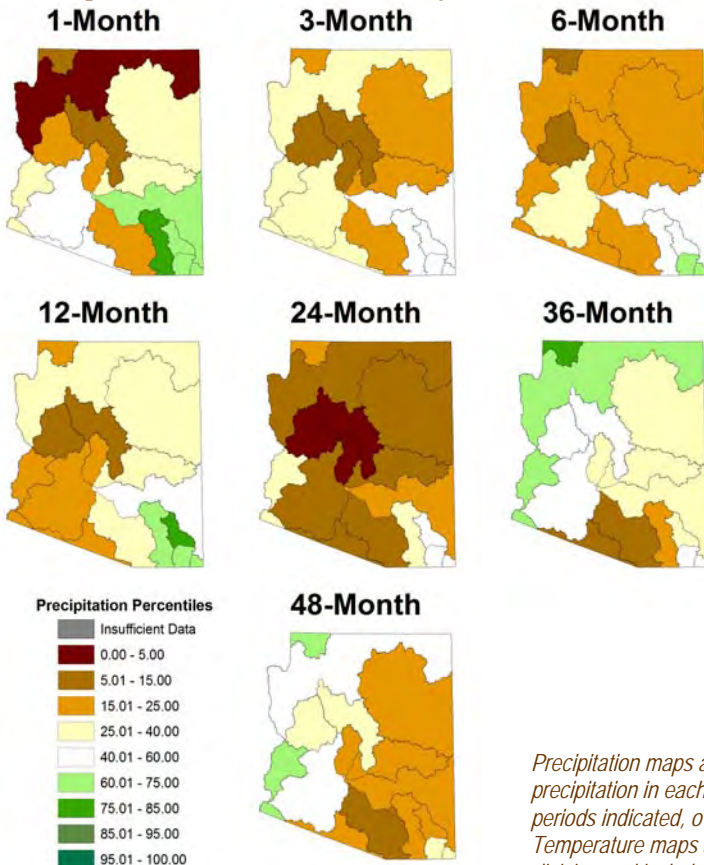 1-Month
3-Month
6-Month
12-Month
24-Month
36-Month
48-Month
Precipitation Percentiles
Insufficient Data
0.00 - 5.00
5.01 - 15.00
15.01 - 25.00
25.01 - 40.00
40.01 - 60.00
60.01 - 75.00
75.01 - 85.00
85.01 - 95.00
95.01 - 100.00
Precipitation maps
precipitation in each
periods indicated, o
Temperature maps